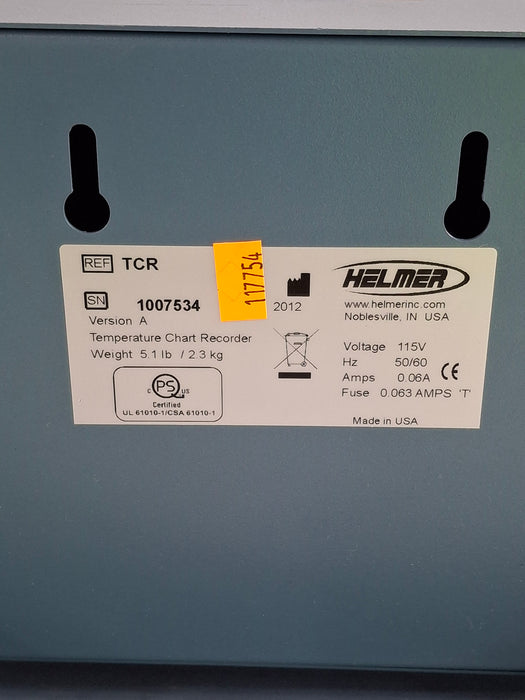 REF TCR
SN 1007534
Version A
Temperature Chart Recorder
Weight 5.1 lb / 2.3 kg
c PS us
Certified
UL 61010-1/CSA 61010-1
117754
2012
HELMER
www.helmerinc.com
Noblesville, IN USA
Voltage 115V
Hz 50/60
Amps 0.06A
CE
Fuse 0.063 AMPS 'T'
Made in USA